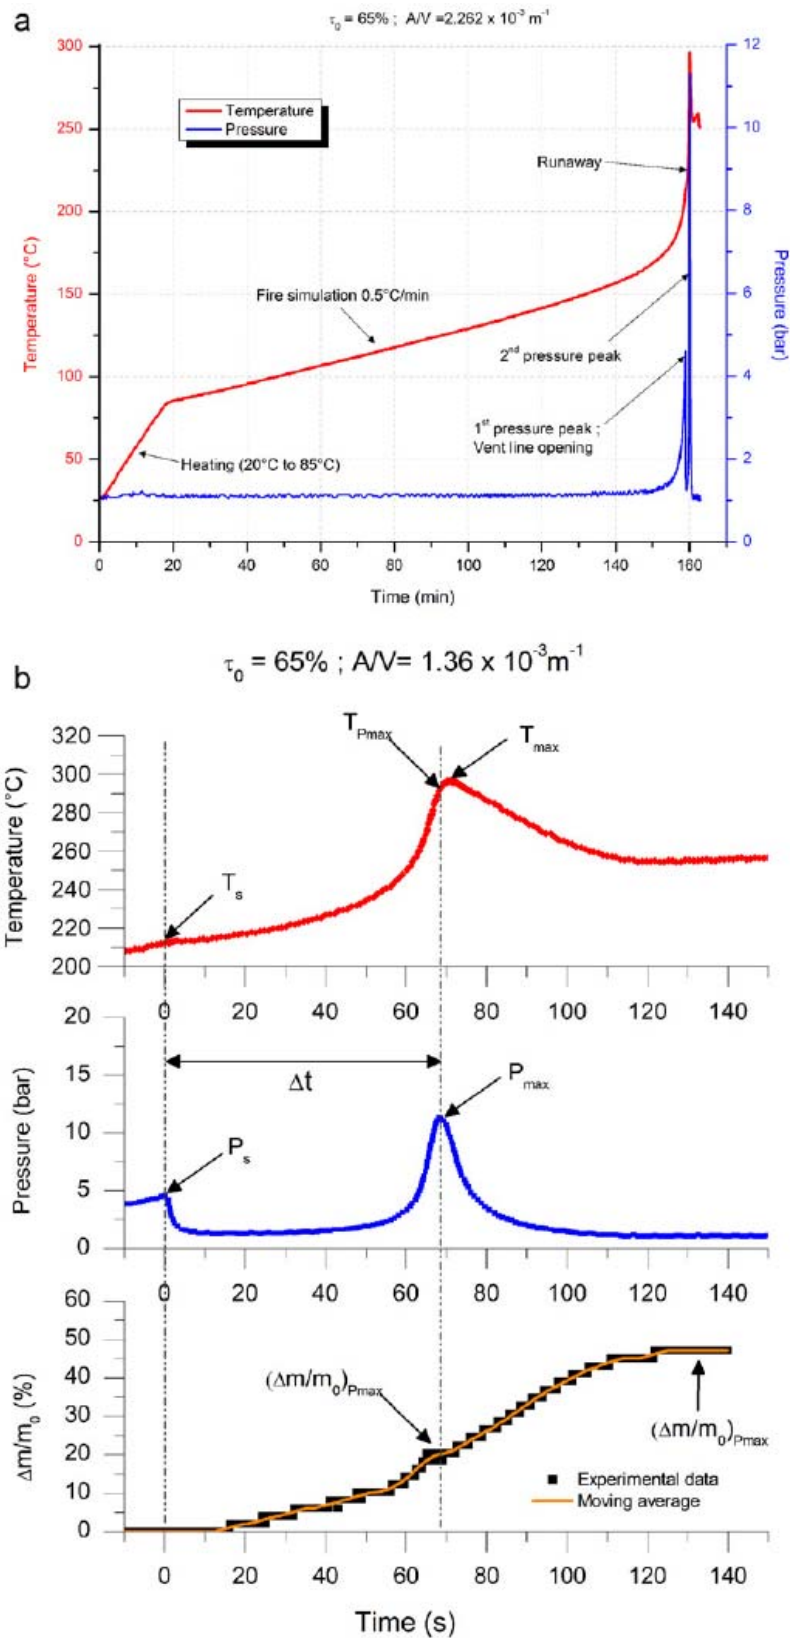 a
τ₀ = 65% ; A/V =2.262 x 10⁻³ m⁻¹
300
250
200
150
100
50
0
Temperature (°C)
12
10
8
6
4
2
0
Pressure (bar)
Temperature
Pressure
Runaway
Fire simulation 0.5°C/min
2nd pressure peak
1st pressure peak ;
Vent line opening
Heating (20°C to 85°C)
0 20 40 60 80 100 120 140 160
Time (min)
b
τ₀ = 65% ; A/V= 1.36 x 10⁻³m⁻¹
320
300
280
260
240
220
200
Temperature (°C)
TPmax
Tmax
Ts
0 20 40 60 80 100 120 140
20
15
10
5
0
Pressure (bar)
Δt
Pmax
Ps
0 20 40 60 80 100 120 140
60
50
40
30
20
10
0
Δm/m₀ (%)
(Δm/m₀)Pmax
(Δm/m₀)Pmax
Experimental data
Moving average
0 20 40 60 80 100 120 140
Time (s)